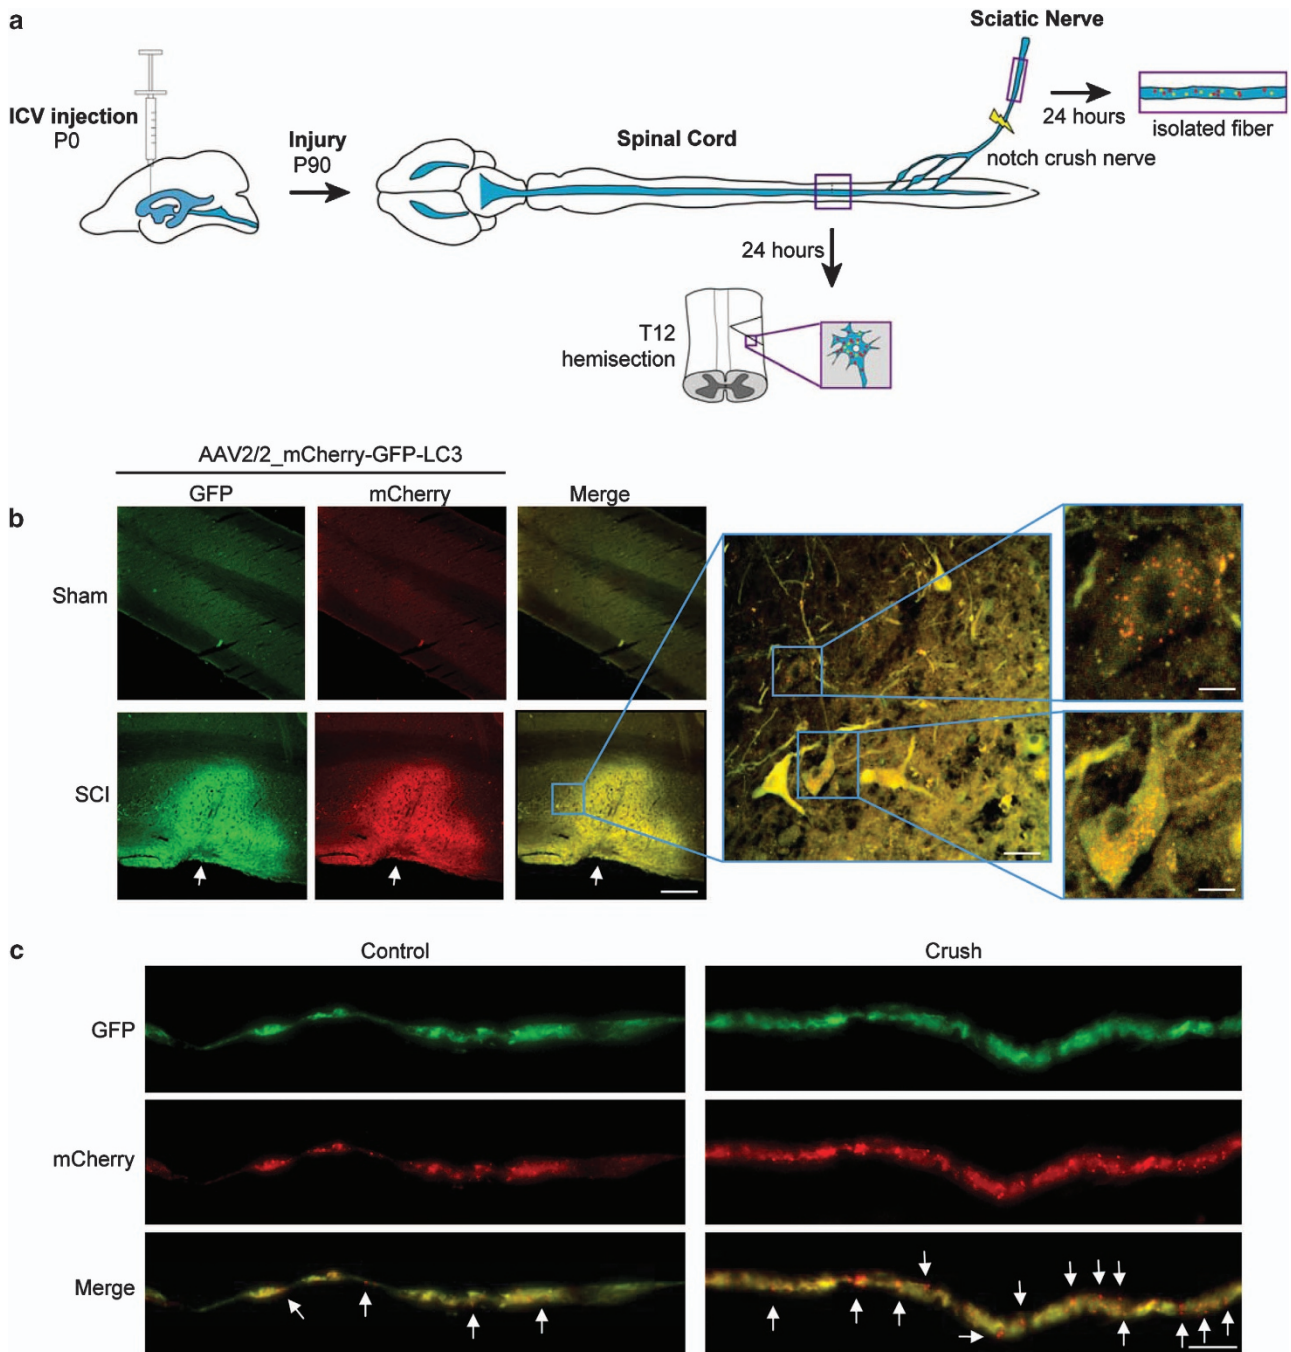 a
Sciatic Nerve
ICV injection
P0
Injury
P90
Spinal Cord
24 hours
isolated fiber
notch crush nerve
24 hours
T12
hemisection
AAV2/2_mCherry-GFP-LC3
GFP
mCherry
Merge
b
Sham
SCI
c
Control
Crush
GFP
mCherry
Merge